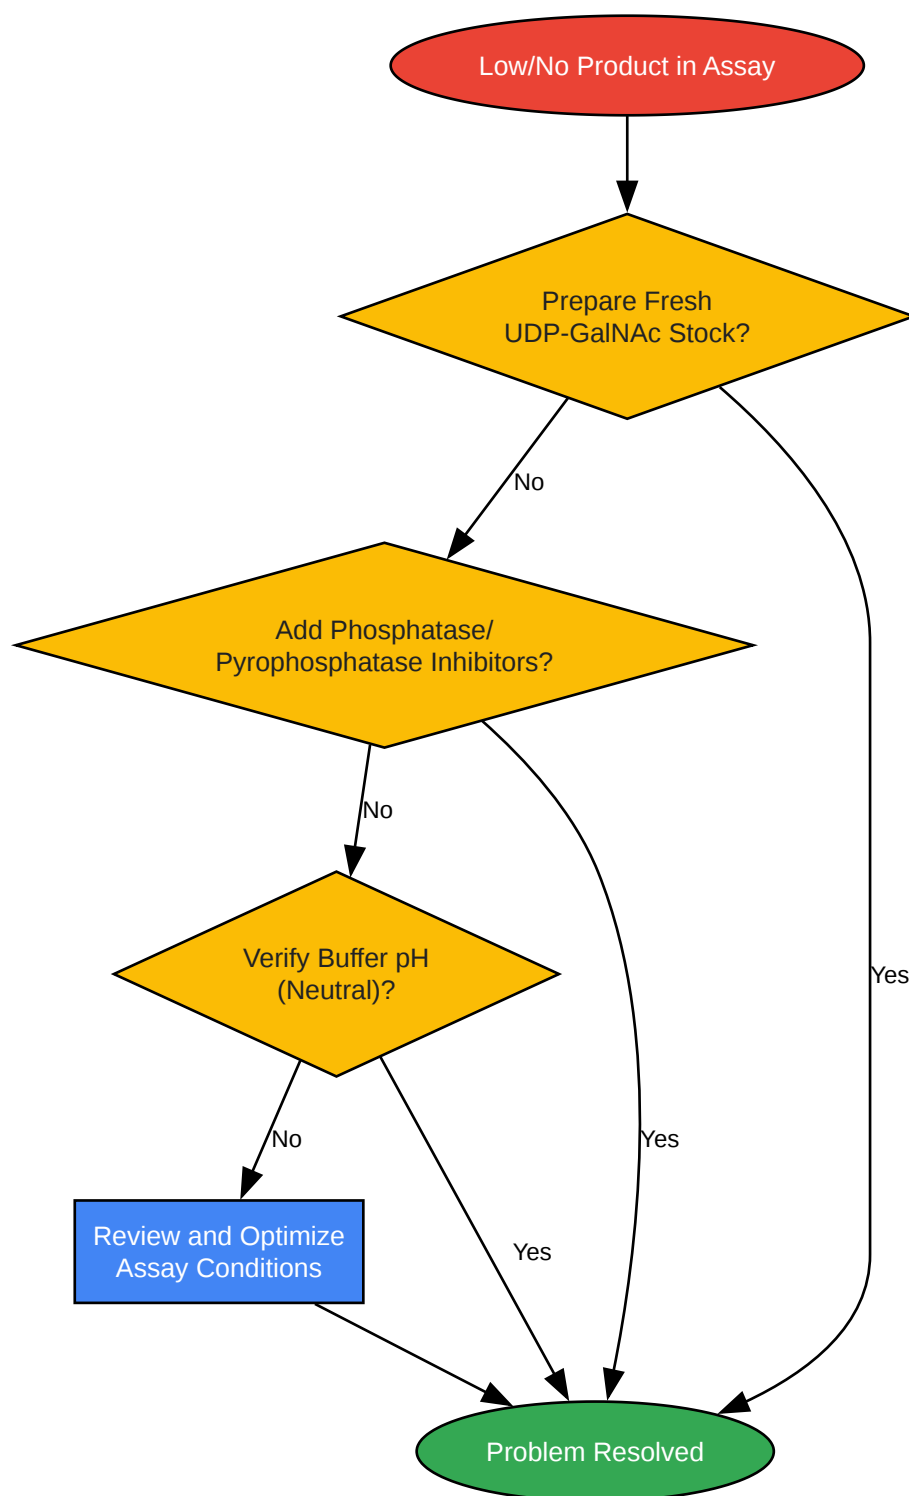 Low/No Product in Assay
Prepare Fresh
UDP-GalNAc Stock?
No
Add Phosphatase/
Pyrophosphatase Inhibitors?
No
Verify Buffer pH
(Neutral)?
Yes
No
Yes
Review and Optimize
Assay Conditions
Yes
Problem Resolved